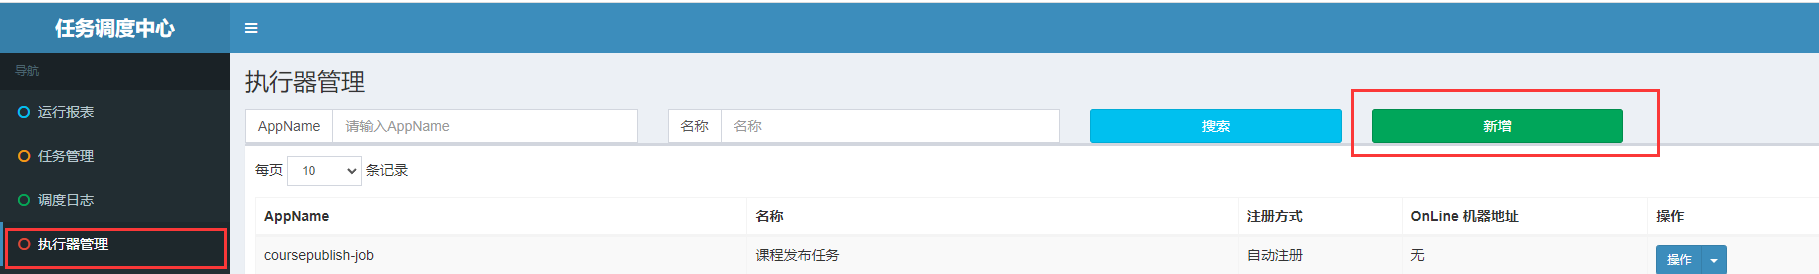 任务调度中心
导航
运行报表
任务管理
调度日志
执行器管理
执行器管理
AppName 请输入AppName 名称 名称 搜索 新增
每页 10 条记录
AppName 名称 注册方式 OnLine 机器地址 操作
coursepublish-job 课程发布任务 自动注册 无 操作